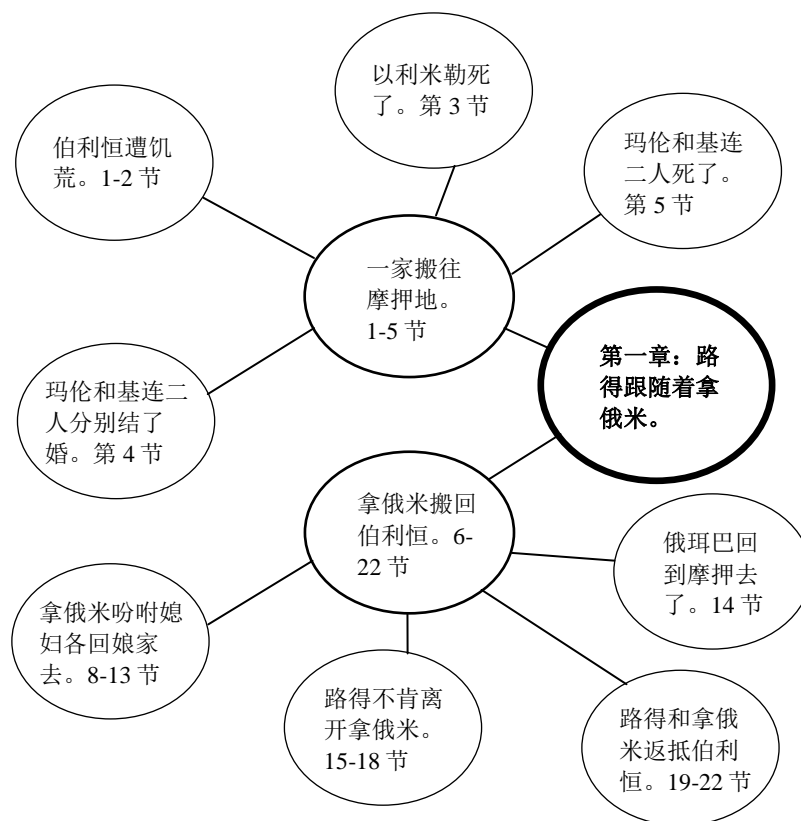 以利米勒死
了。第 3 节
伯利恒遭饥
荒。1-2 节
玛伦和基连
二人死了。
第 5 节
一家搬往
摩押地。
1-5 节
第一章：路
得跟随着拿
俄米。
玛伦和基连二
人分别结了
婚。第 4 节
拿俄米搬回
伯利恒。6-
22 节
俄珥巴回
到摩押去
了。14 节
拿俄米吩咐媳
妇各回娘家
去。8-13 节
路得不肯离
开拿俄米。
15-18 节
路得和拿俄
米返抵伯利
恒。19-22 节